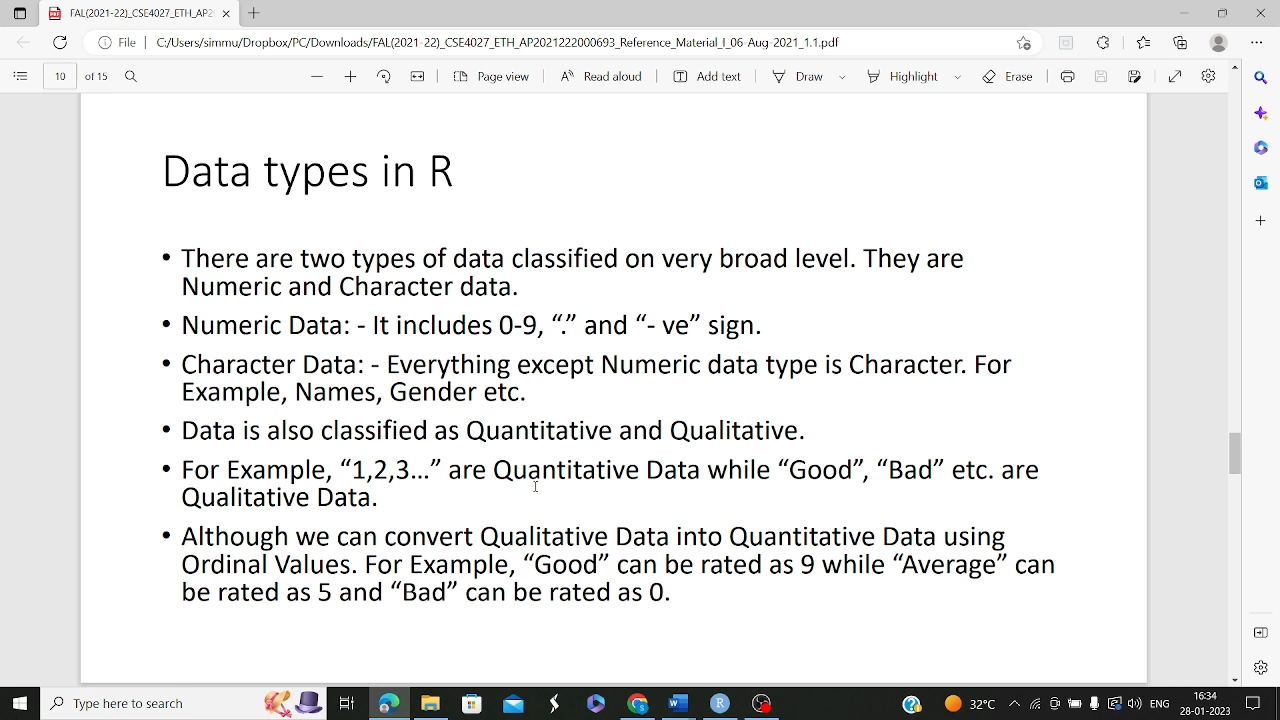 FAL(2021-22)_CSE4027_ETH_AP2
File
C:/Users/simmu/Dropbox/PC/Downloads/FAL(2021-22)_CSE4027_ETH_AP2021222000693_Reference_Material_I_06-Aug-2021_1.1.pdf
10 of 15
Page view
Read aloud
Add text
Draw
Highlight
Erase
Data types in R
• There are two types of data classified on very broad level. They are
Numeric and Character data.
• Numeric Data: - It includes 0-9, “.” and “- ve” sign.
• Character Data: - Everything except Numeric data type is Character. For
Example, Names, Gender etc.
• Data is also classified as Quantitative and Qualitative.
• For Example, “1,2,3…” are Quantitative Data while “Good”, “Bad” etc. are
Qualitative Data.
• Although we can convert Qualitative Data into Quantitative Data using
Ordinal Values. For Example, “Good” can be rated as 9 while “Average” can
be rated as 5 and “Bad” can be rated as 0.
Type here to search
32°C
ENG
16:34
28-01-2023